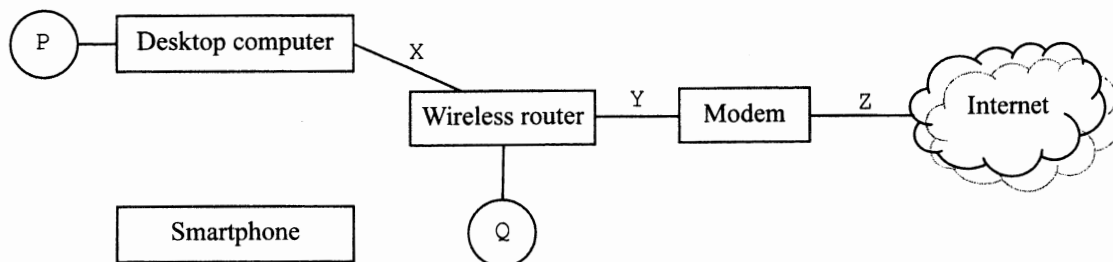 P
Desktop computer
X
Wireless router
Y
Modem
Z
Internet
Smartphone
Q